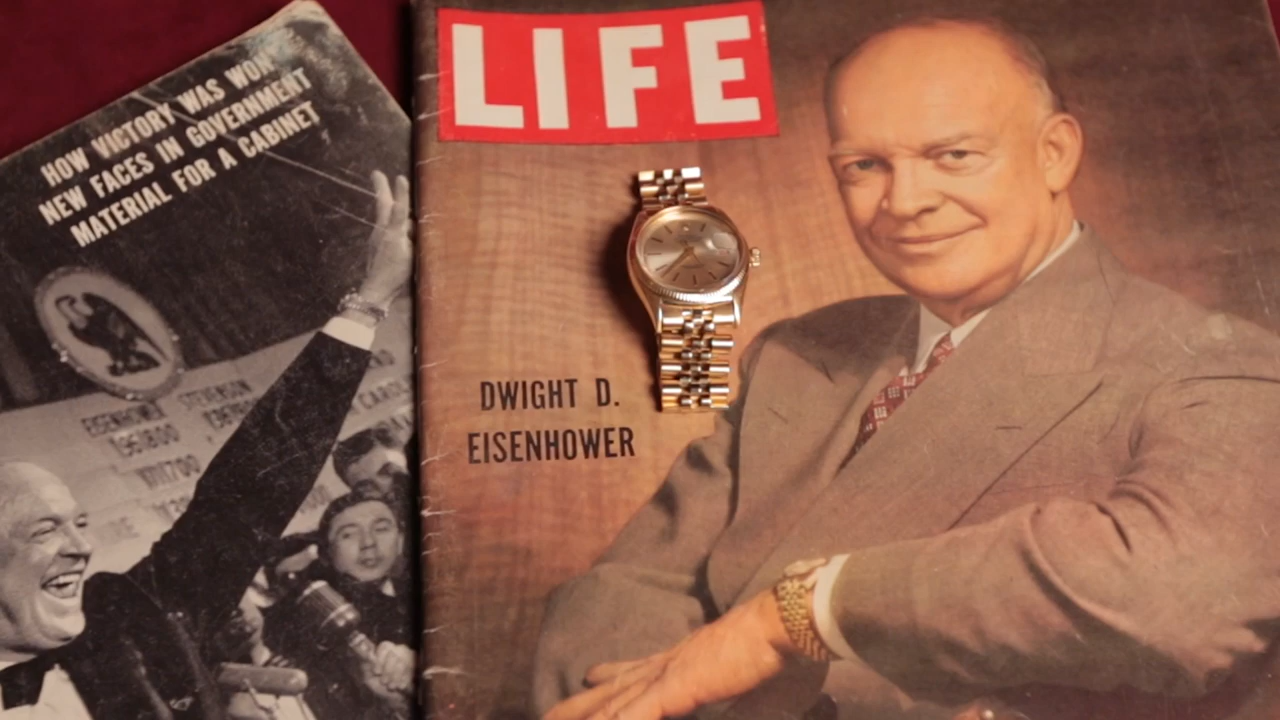 HOW VICTORY WAS WON
NEW FACES IN GOVERNMENT
MATERIAL FOR A CABINET
EISENHOWER STEVENSON
LIFE
DWIGHT D.
EISENHOWER